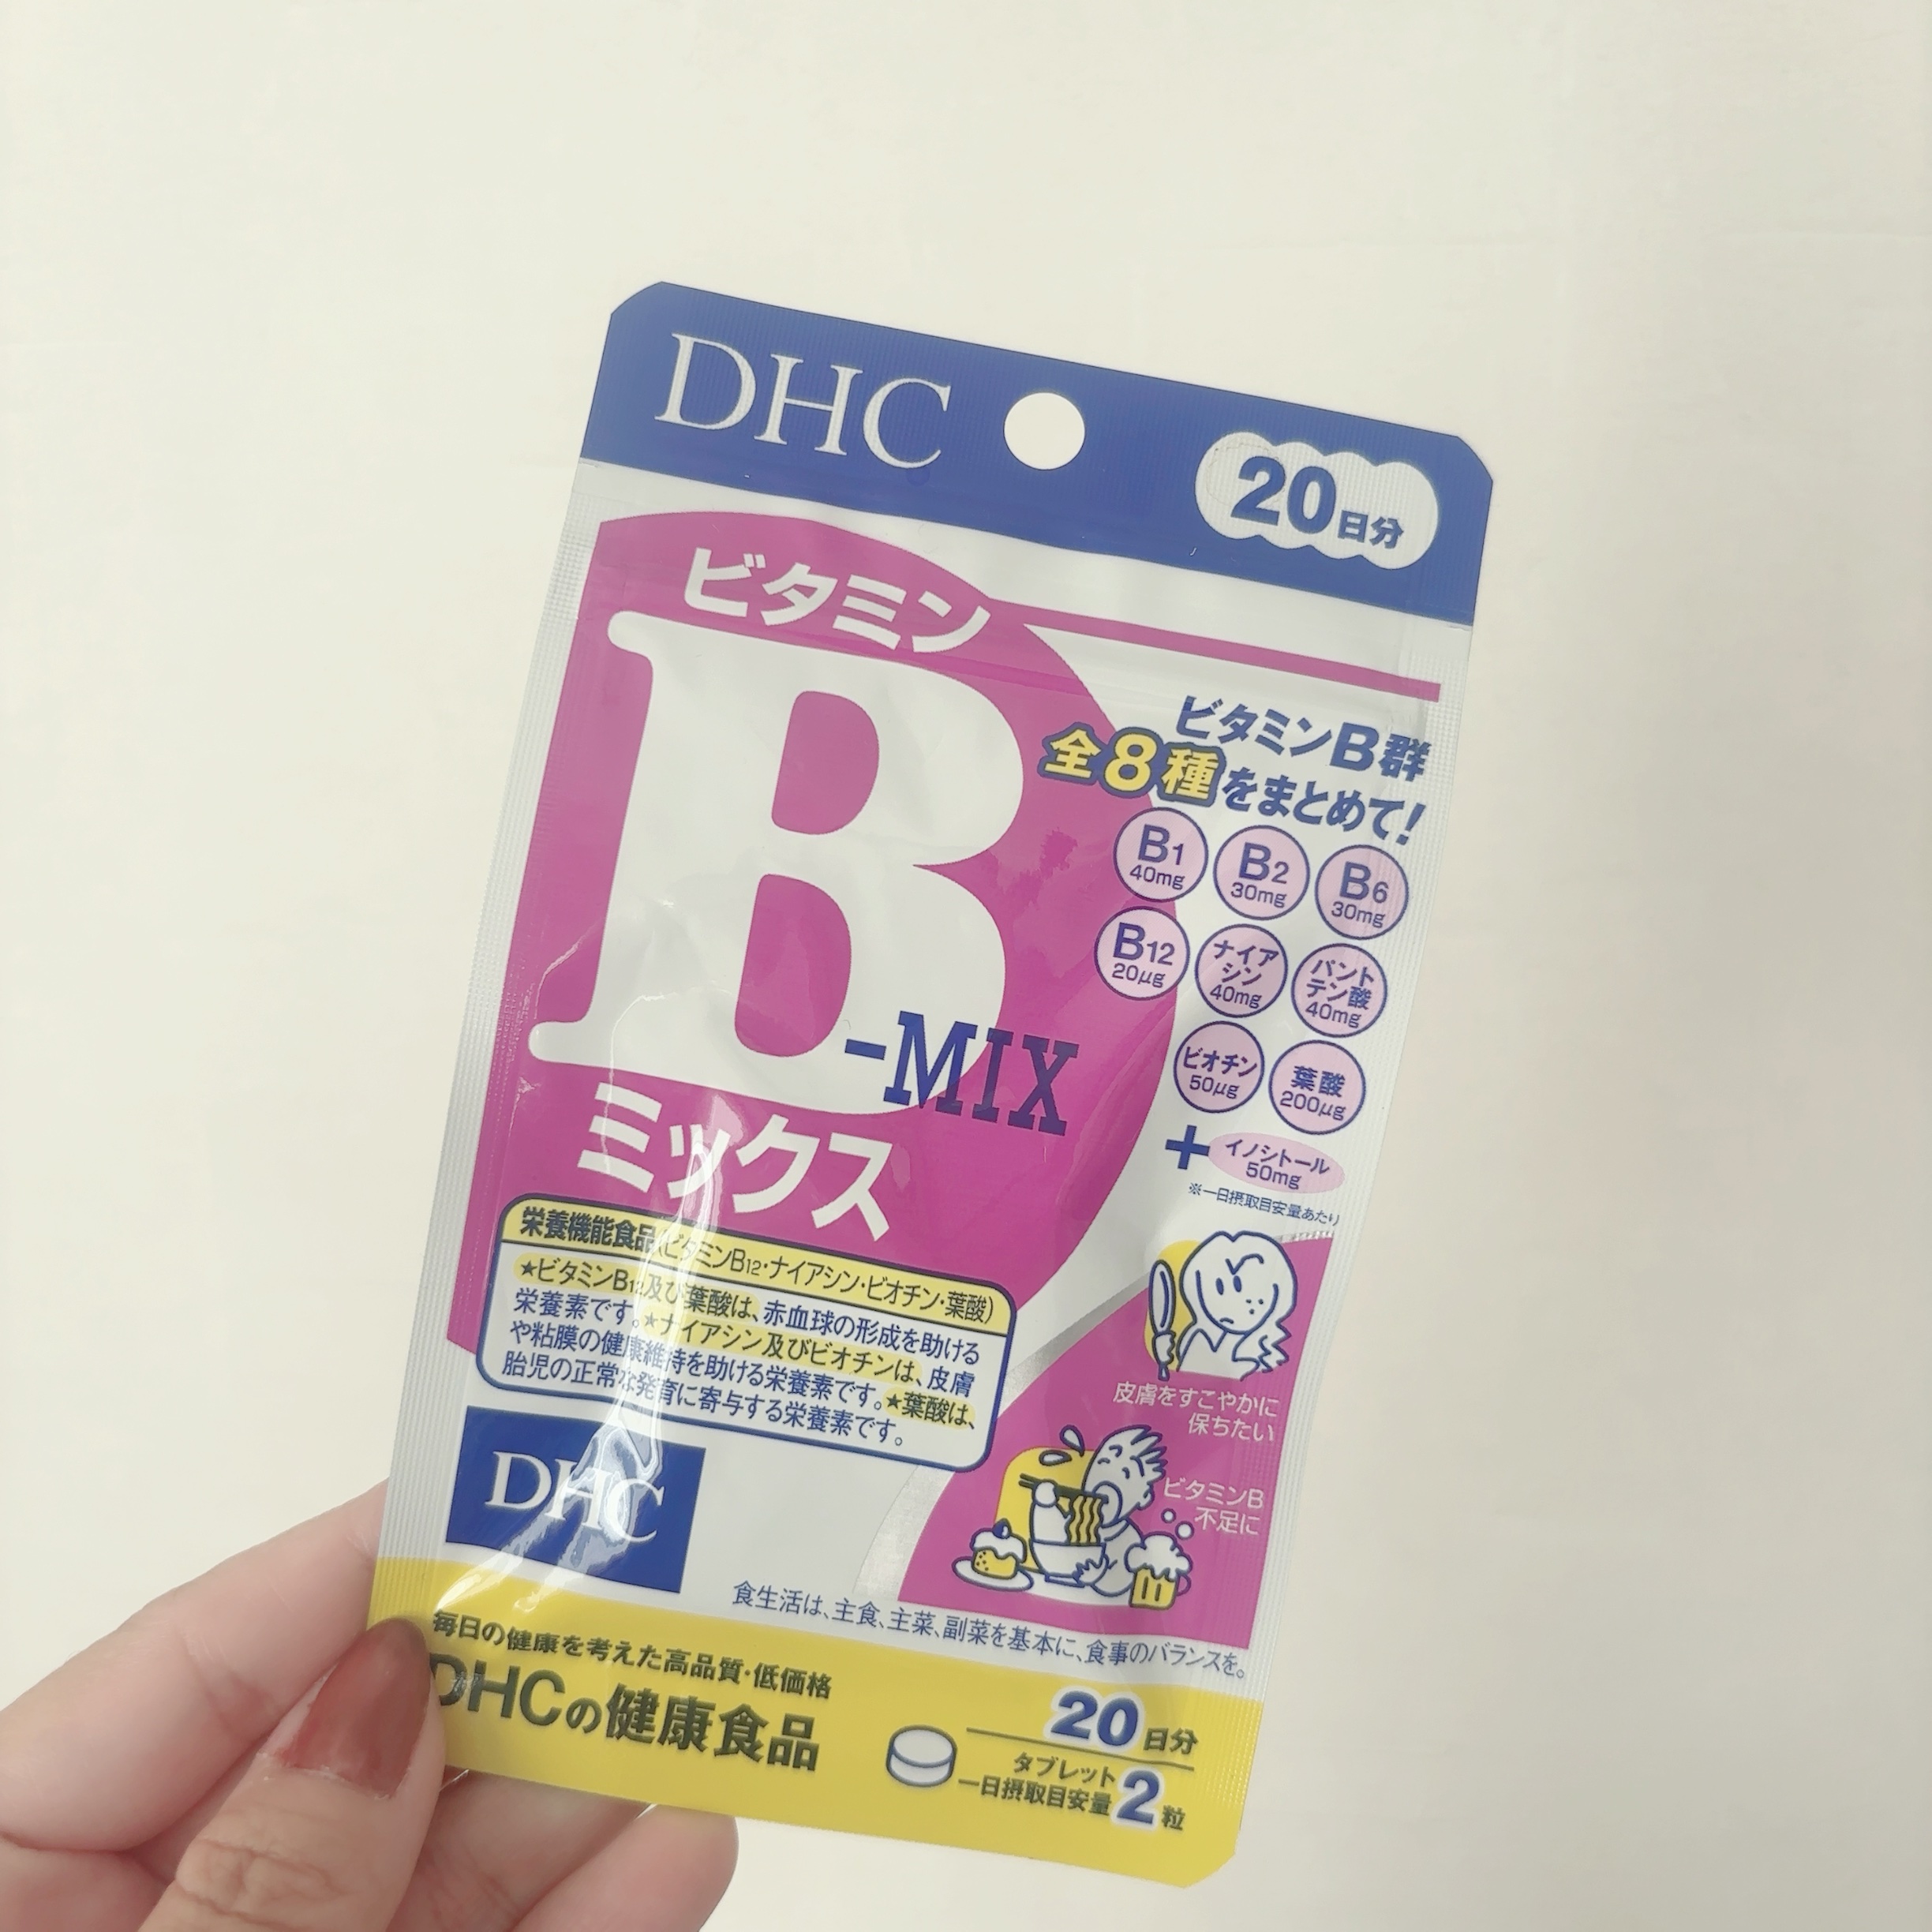 DHC
20日分
ビタミン
B-MIX
ミックス
ビタミンB群
全8種をまとめて!
B1
40mg
B2
30mg
B6
30mg
B12
20μg
ナイア
シン
40mg
パント
テン酸
40mg
ビオチン
50μg
葉酸
200μg
+ イノシトール
50mg
※一日摂取目安量あたり
栄養機能食品(ビタミンB12・ナイアシン・ビオチン・葉酸)
★ビタミンB12及び葉酸は、赤血球の形成を助ける
栄養素です。★ナイアシン及びビオチンは、皮膚
や粘膜の健康維持を助ける栄養素です。★葉酸は、
胎児の正常な発育に寄与する栄養素です。
皮膚をすこやかに
保ちたい
ビタミンB
不足に
DHC
食生活は、主食、主菜、副菜を基本に、食事のバランスを。
毎日の健康を考えた高品質・低価格
DHCの健康食品
20日分
タブレット
一日摂取目安量2粒